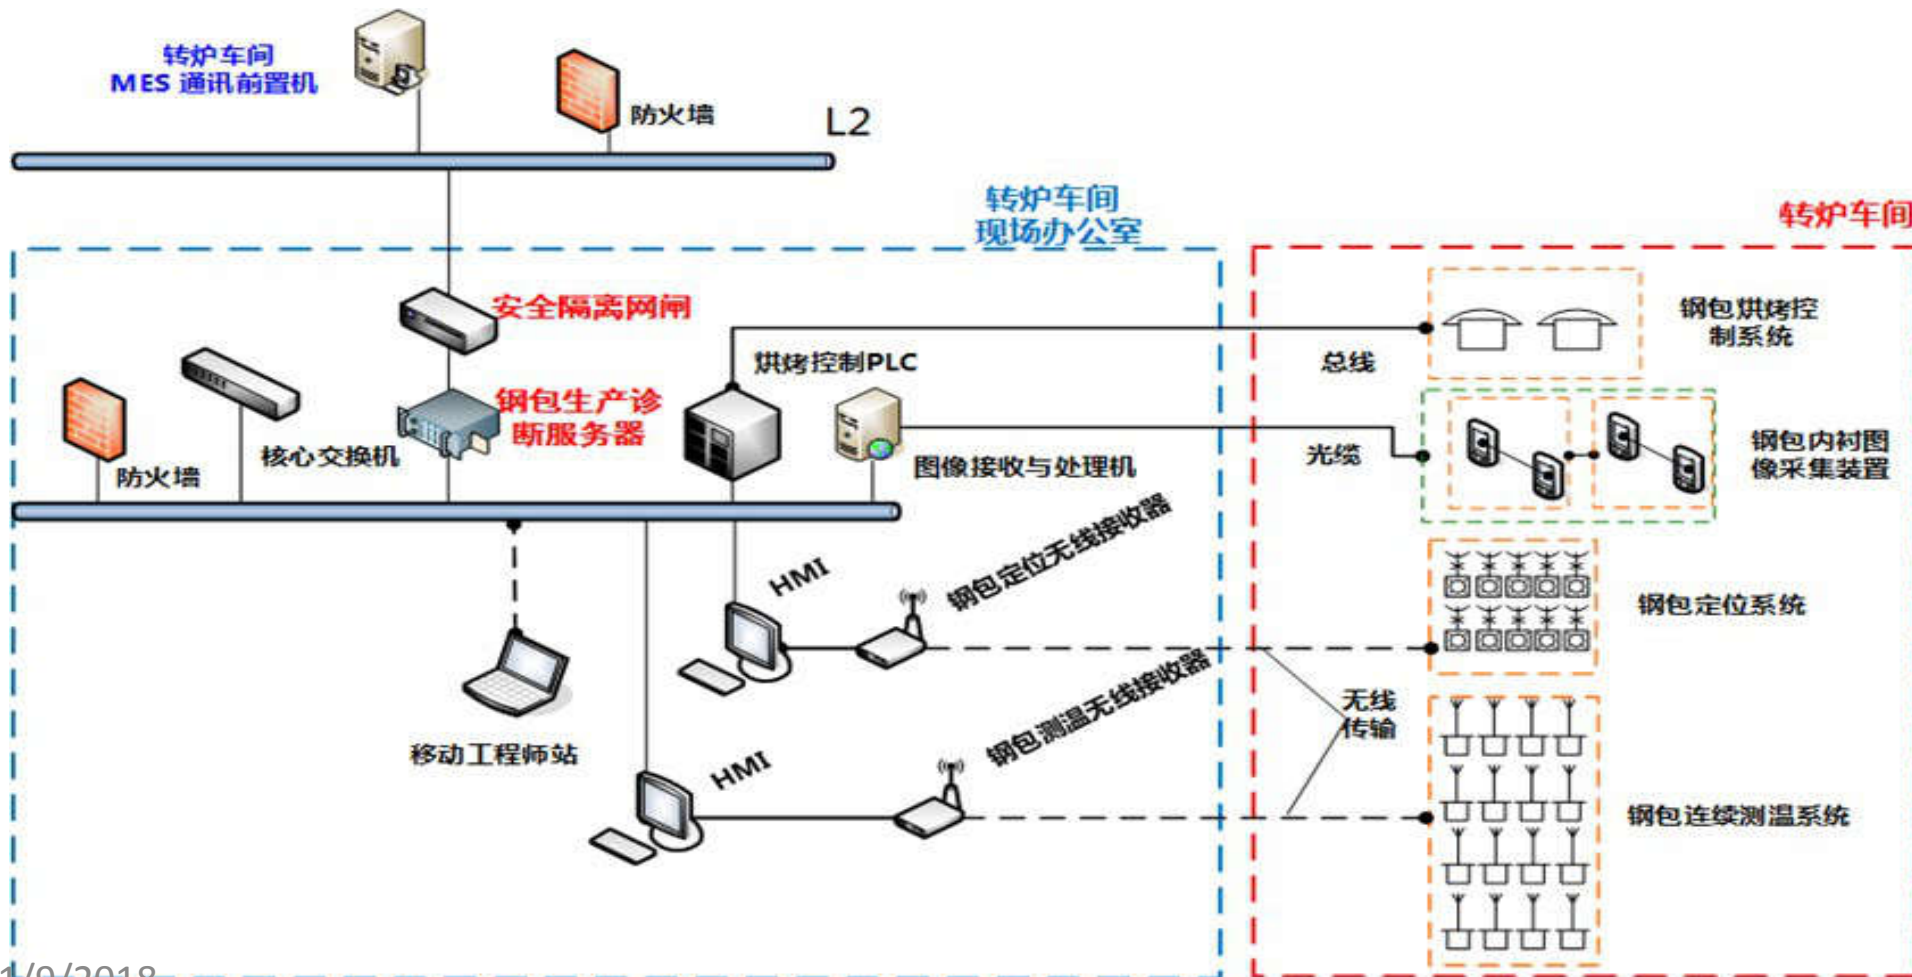 转炉车间
MES 通讯前置机
防火墙
L2
转炉车间
现场办公室
转炉车间
安全隔离网闸
钢包生产诊
断服务器
烘烤控制PLC
总线
钢包烘烤控
制系统
防火墙
核心交换机
图像接收与处理机
光缆
钢包内衬图
像采集装置
HMI
钢包定位无线接收器
钢包定位系统
移动工程师站
HMI
钢包测温无线接收器
无线
传输
钢包连续测温系统
1/9/2018